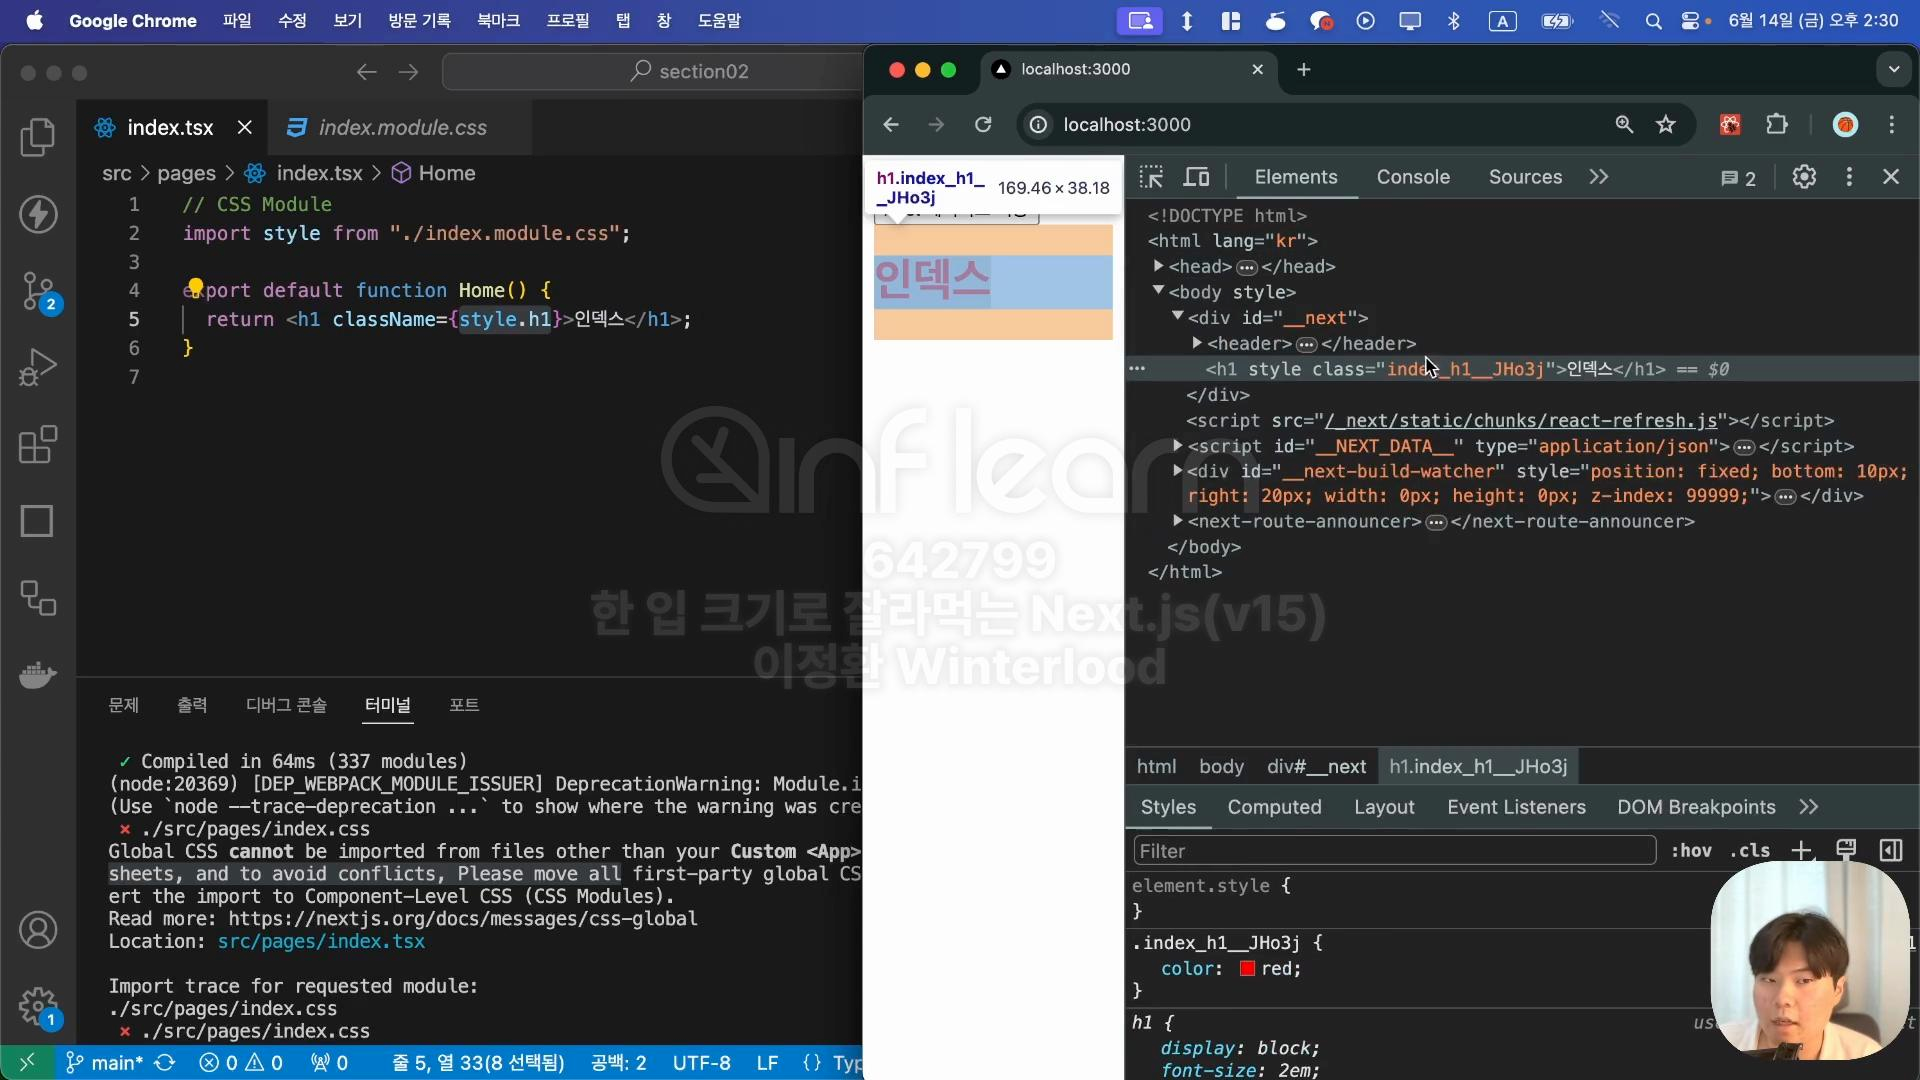 Google Chrome 파일 수정 보기 방문 기록 북마크 프로필 탭 창 도움말
A 6월 14일 (금) 오후 2:30
section02
index.tsx index.module.css
src > pages > index.tsx > Home
1 // CSS Module
2 import style from "./index.module.css";
3
4 export default function Home() {
5 return <h1 className={style.h1}>인덱스</h1>;
6 }
7
2
1
문제 출력 디버그 콘솔 터미널 포트
✓ Compiled in 64ms (337 modules)
(node:20369) [DEP_WEBPACK_MODULE_ISSUER] DeprecationWarning: Module.i
(Use `node --trace-deprecation ...` to show where the warning was cre
⨯ ./src/pages/index.css
Global CSS cannot be imported from files other than your Custom <App>
sheets, and to avoid conflicts, Please move all first-party global CS
ert the import to Component-Level CSS (CSS Modules).
Read more: https://nextjs.org/docs/messages/css-global
Location: src/pages/index.tsx
Import trace for requested module:
./src/pages/index.css
⨯ ./src/pages/index.css
main* 0 0 0 줄 5, 열 33(8 선택됨) 공백: 2 UTF-8 LF {} Typ
localhost:3000
localhost:3000
h1.index_h1_
_JHo3j 169.46 × 38.18
인덱스
Elements Console Sources 2
<!DOCTYPE html>
<html lang="kr">
<head> ••• </head>
<body style>
<div id="__next">
<header> ••• </header>
••• <h1 style class="index_h1__JHo3j">인덱스</h1> == $0
</div>
<script src="/_next/static/chunks/react-refresh.js"></script>
<script id="__NEXT_DATA__" type="application/json"> ••• </script>
<div id="__next-build-watcher" style="position: fixed; bottom: 10px;
right: 20px; width: 0px; height: 0px; z-index: 99999;"> ••• </div>
<next-route-announcer> ••• </next-route-announcer>
</body>
</html>
html body div#__next h1.index_h1__JHo3j
Styles Computed Layout Event Listeners DOM Breakpoints
Filter :hov .cls
element.style {
}
.index_h1__JHo3j {
color: red;
}
h1 {
display: block;
font-size: 2em;
inflearn
642799
한 입 크기로 잘라먹는 Next.js(v15)
이정환 Winterlood